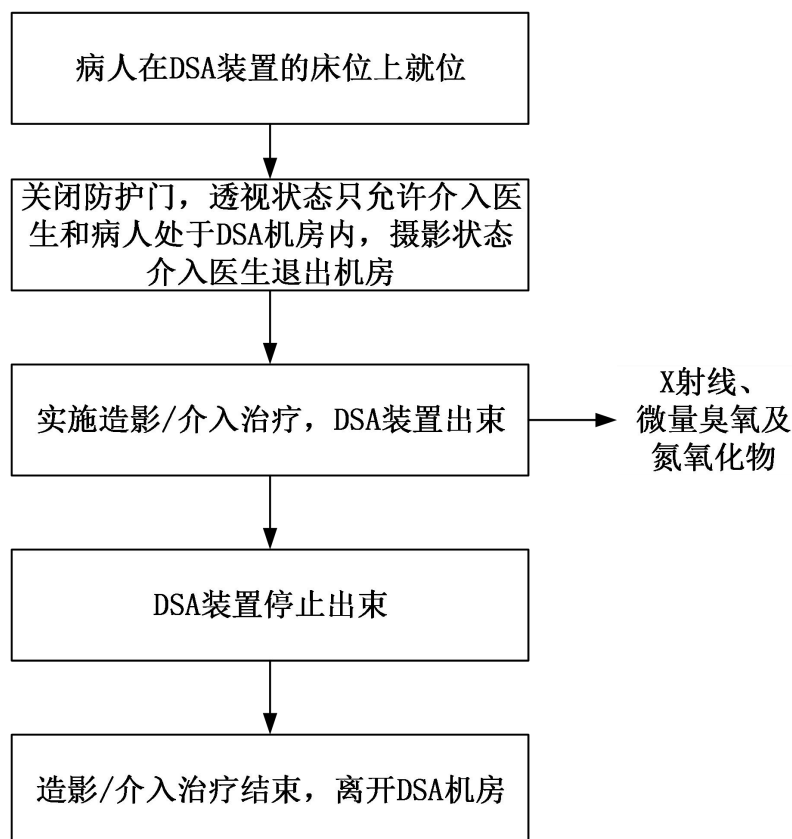 病人在DSA装置的床位上就位
关闭防护门，透视状态只允许介入医
生和病人处于DSA机房内，摄影状态
介入医生退出机房
实施造影/介入治疗，DSA装置出束
X射线、
微量臭氧及
氮氧化物
DSA装置停止出束
造影/介入治疗结束，离开DSA机房